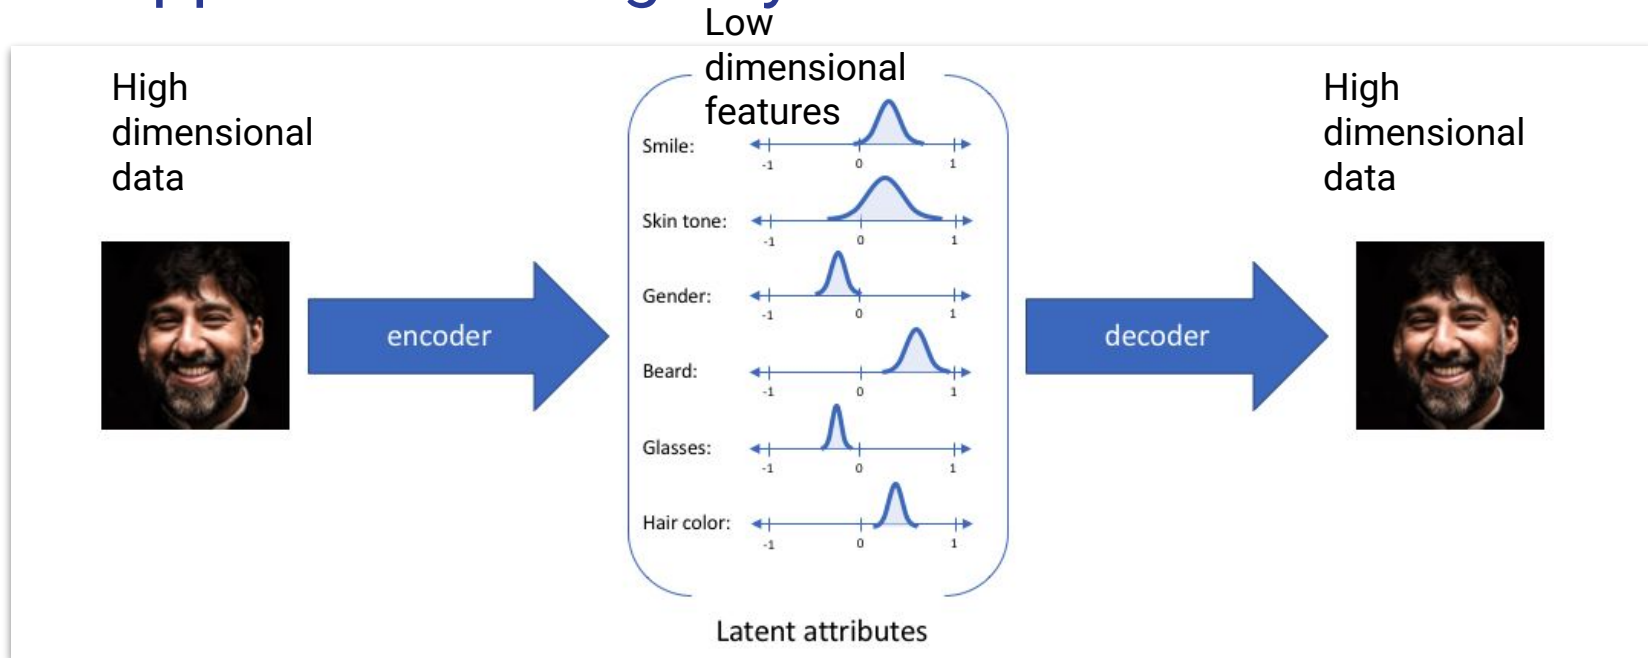 Low
dimensional
features
High
dimensional
data
High
dimensional
data
encoder
Smile:
-1 0 1
Skin tone:
-1 0 1
Gender:
-1 0 1
Beard:
-1 0 1
Glasses:
-1 0 1
Hair color:
-1 0 1
decoder
Latent attributes